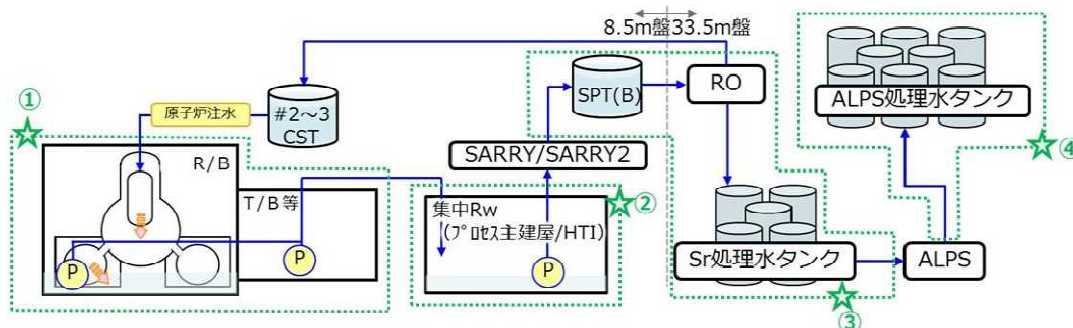 8.5m盤 33.5m盤
①
原子炉注水
#2～3
CST
R/B
T/B等
P
P
集中Rw
(ﾌﾟﾛｾｽ主建屋/HTI)
P
②
SARRY/SARRY2
SPT(B)
RO
Sr処理水タンク
③
ALPS
ALPS処理水タンク
④